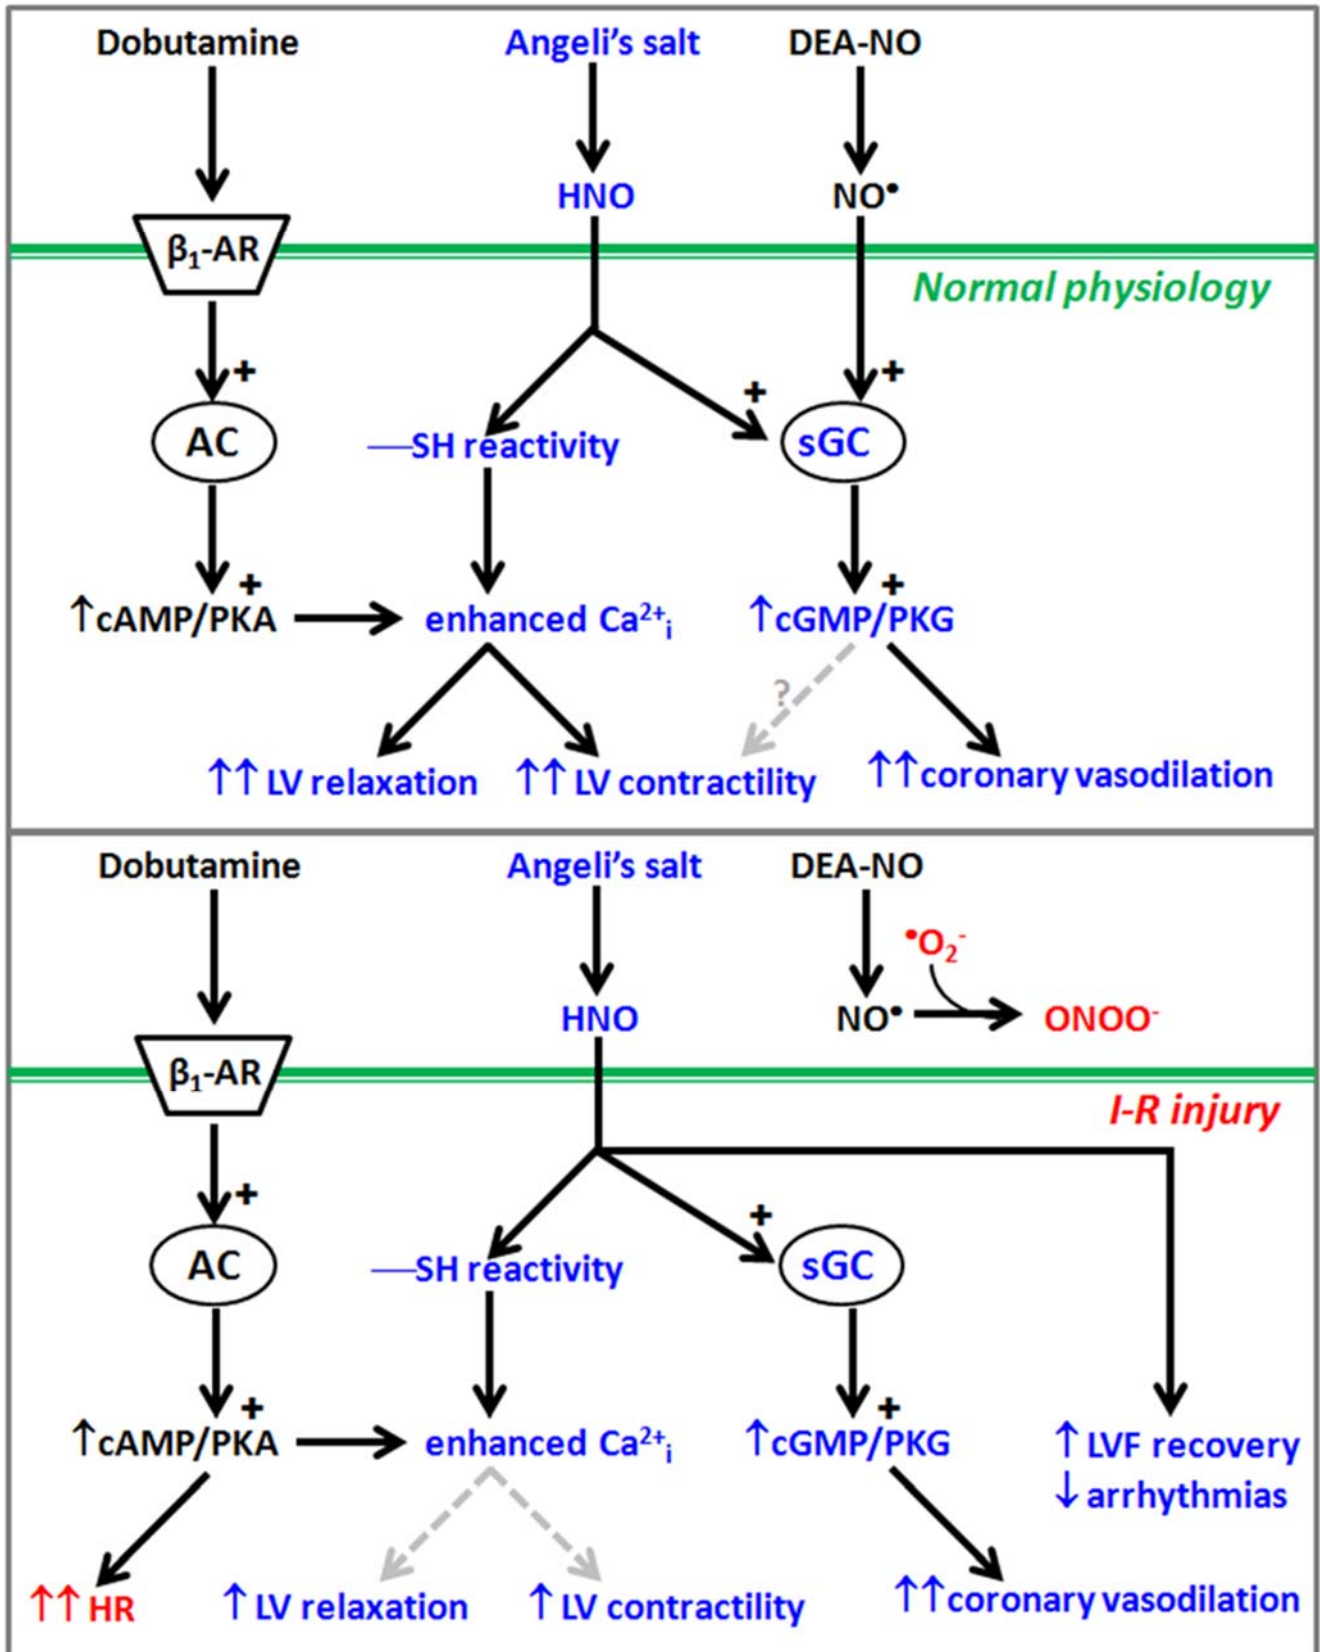 Dobutamine Angeli's salt DEA-NO
HNO NO•
β₁-AR
Normal physiology
+ + +
AC —SH reactivity sGC
+ +
↑cAMP/PKA enhanced Ca²⁺ᵢ ↑cGMP/PKG
?
↑↑ LV relaxation ↑↑ LV contractility ↑↑coronary vasodilation
Dobutamine Angeli's salt DEA-NO
•O₂⁻
HNO NO• ONOO⁻
β₁-AR
I-R injury
+ +
AC —SH reactivity sGC
+ +
↑cAMP/PKA enhanced Ca²⁺ᵢ ↑cGMP/PKG ↑ LVF recovery
↓ arrhythmias
↑↑ HR ↑ LV relaxation ↑ LV contractility ↑↑coronary vasodilation